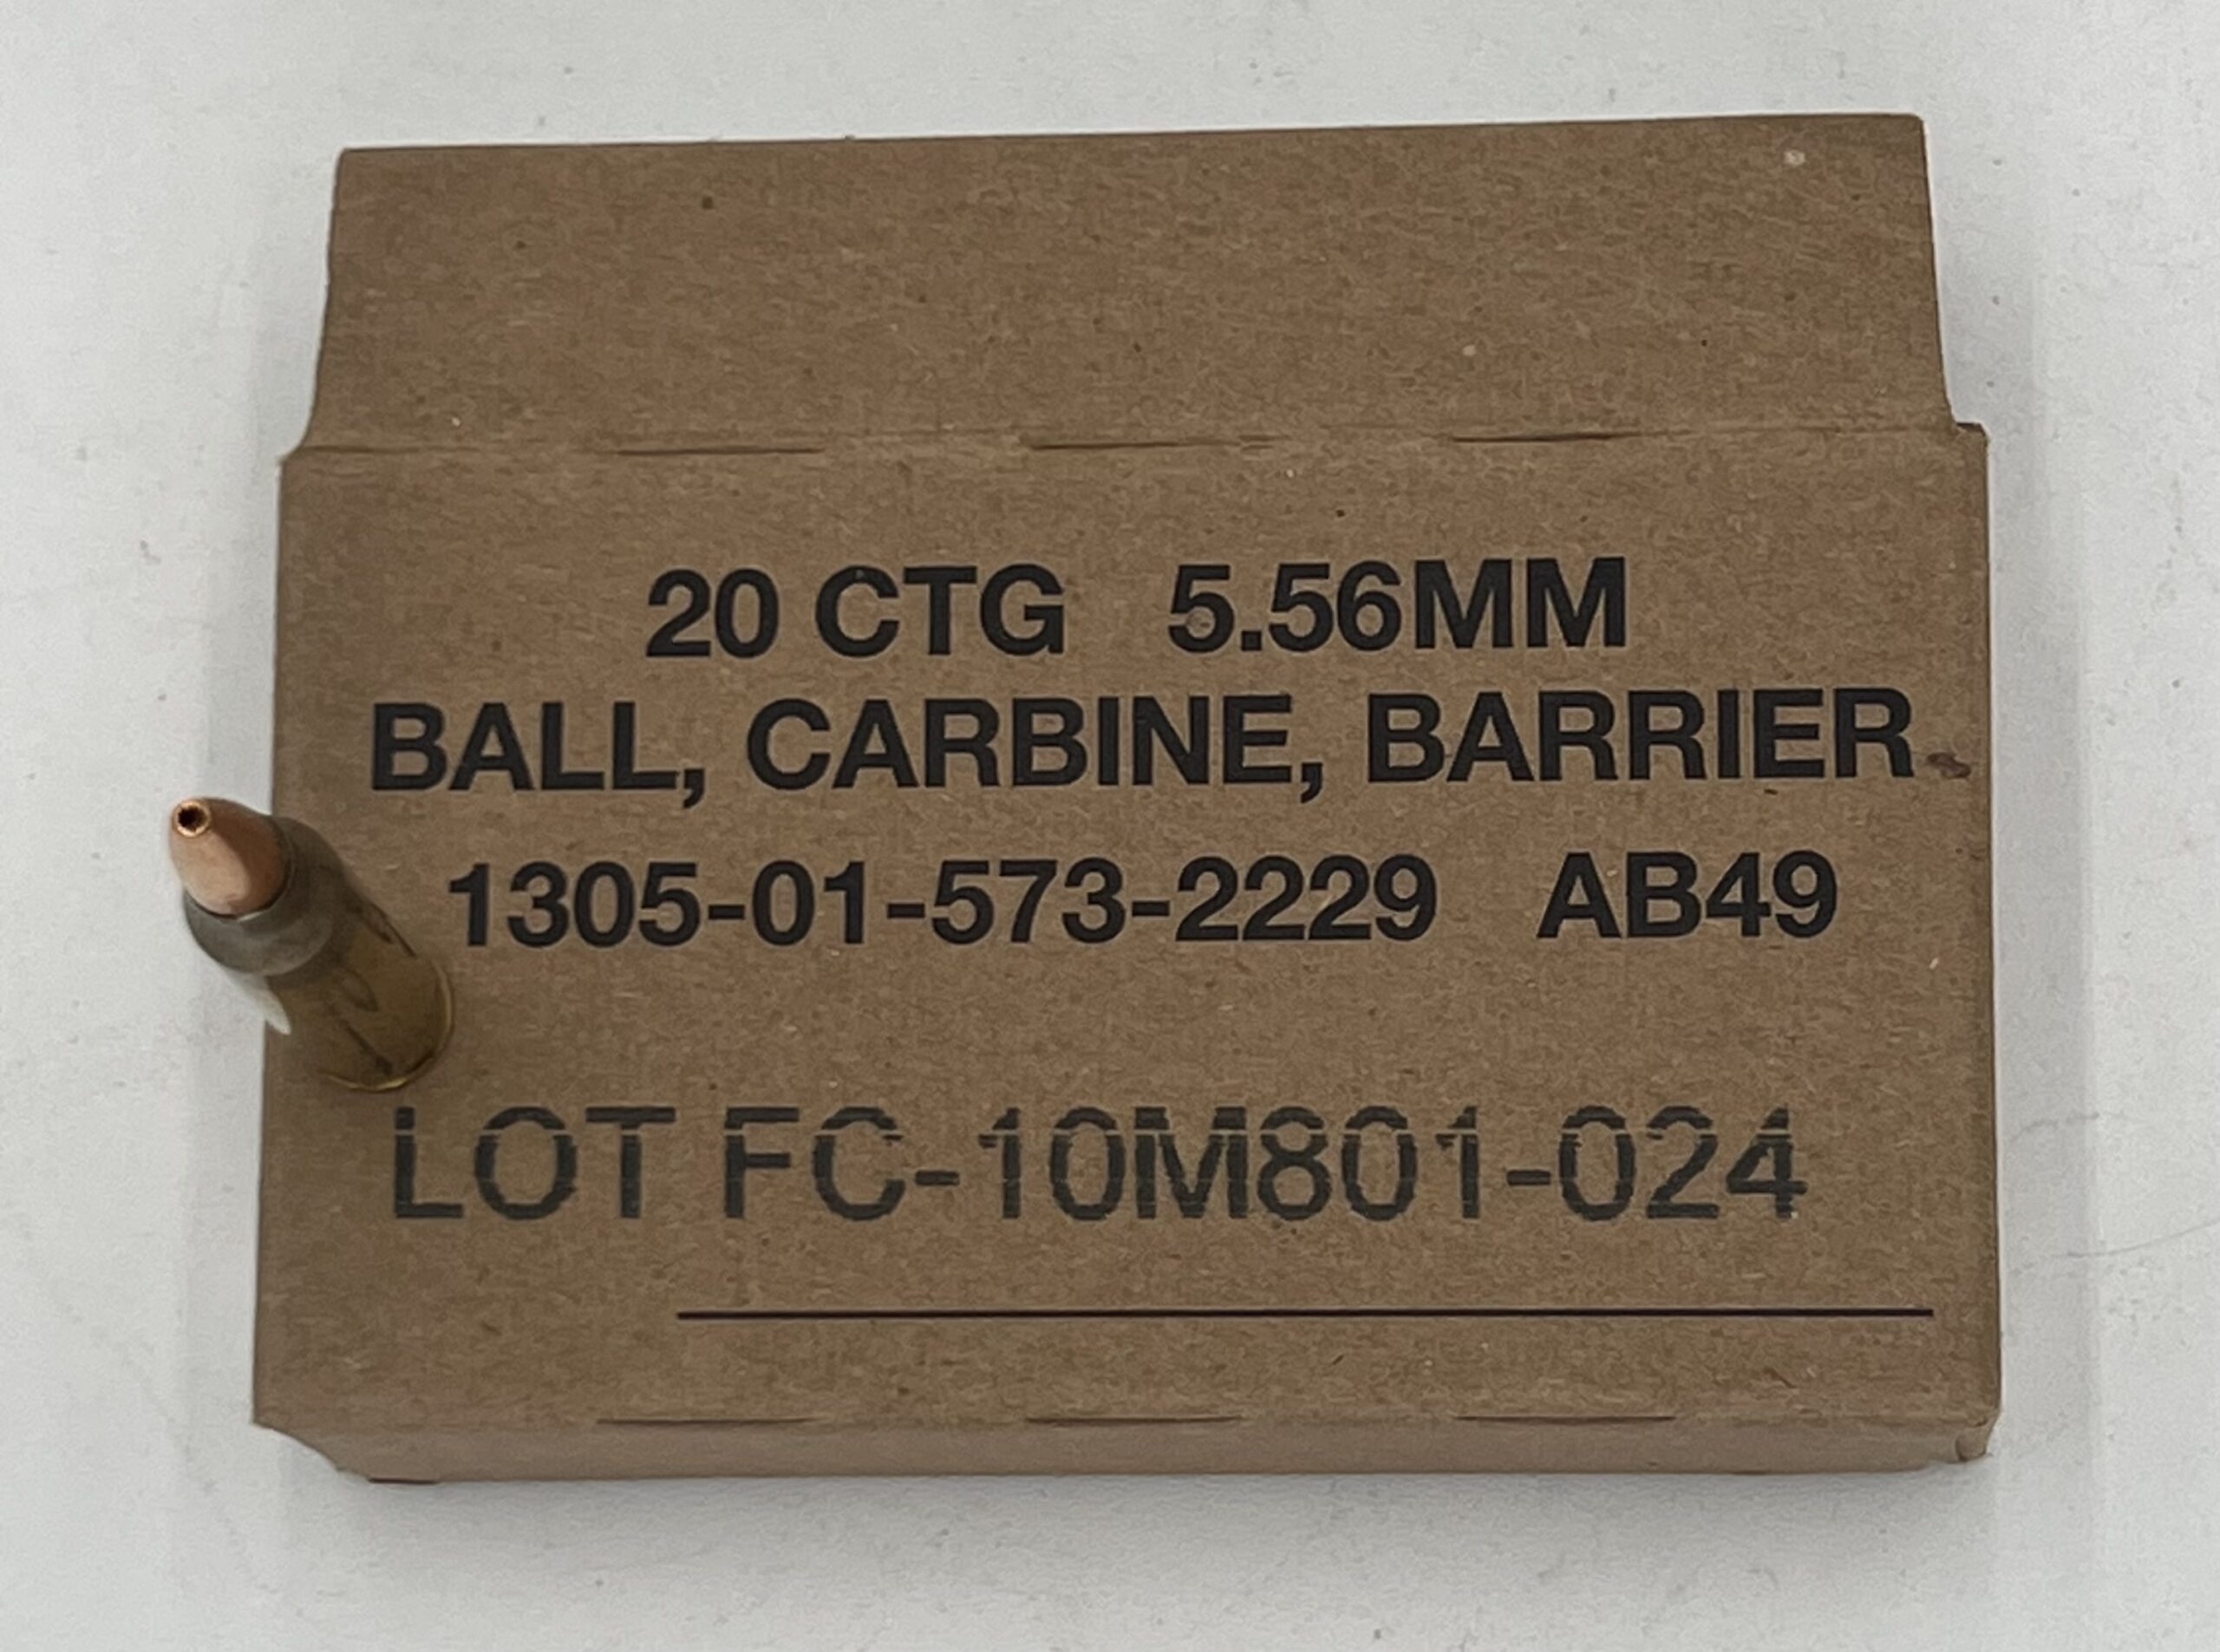 20 CTG 5.56MM
BALL, CARBINE, BARRIER
1305-01-573-2229 AB49
LOT FC-10M801-024